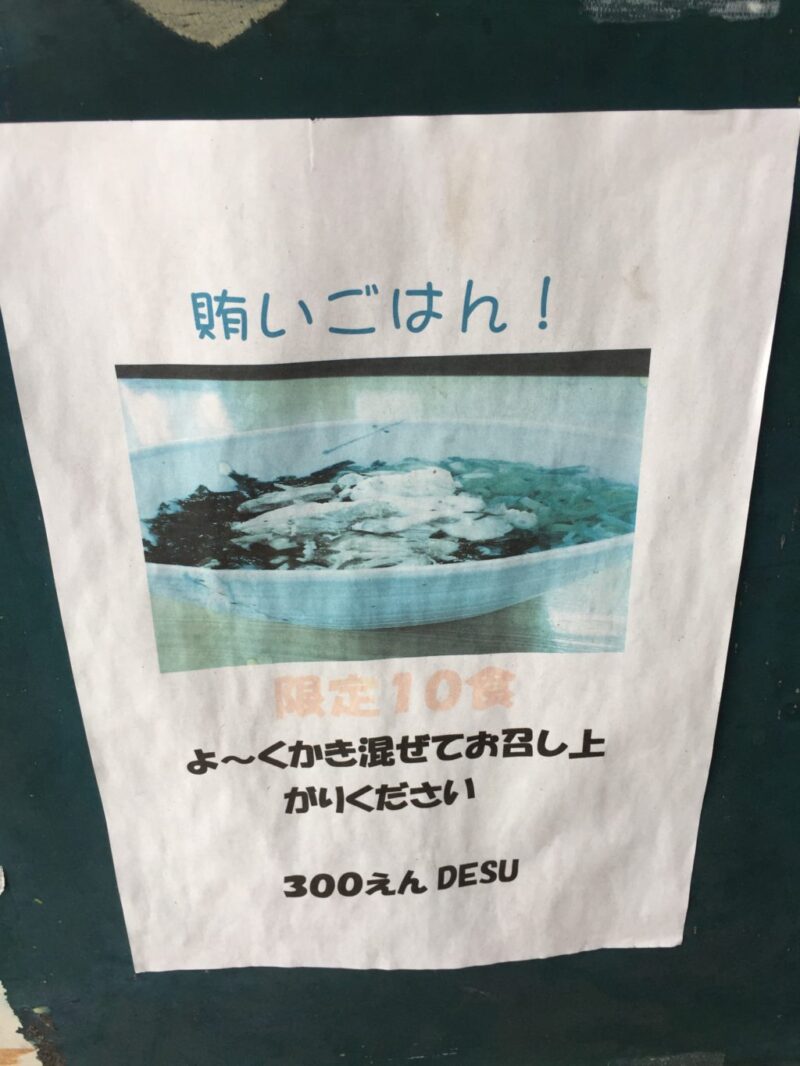 賄いごはん！
限定10食
よ～くかき混ぜてお召し上
がりください
300えん DESU